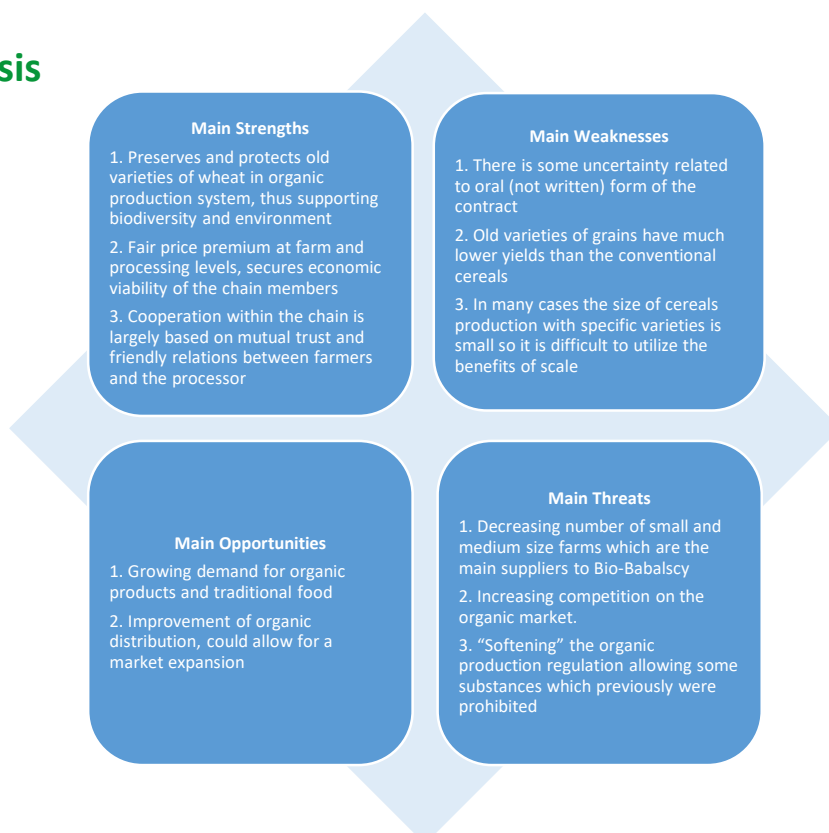 sis
Main Strengths
1. Preserves and protects old
varieties of wheat in organic
production system, thus supporting
biodiversity and environment
2. Fair price premium at farm and
processing levels, secures economic
viability of the chain members
3. Cooperation within the chain is
largely based on mutual trust and
friendly relations between farmers
and the processor
Main Weaknesses
1. There is some uncertainty related
to oral (not written) form of the
contract
2. Old varieties of grains have much
lower yields than the conventional
cereals
3. In many cases the size of cereals
production with specific varieties is
small so it is difficult to utilize the
benefits of scale
Main Opportunities
1. Growing demand for organic
products and traditional food
2. Improvement of organic
distribution, could allow for a
market expansion
Main Threats
1. Decreasing number of small and
medium size farms which are the
main suppliers to Bio-Babalscy
2. Increasing competition on the
organic market.
3. “Softening” the organic
production regulation allowing some
substances which previously were
prohibited